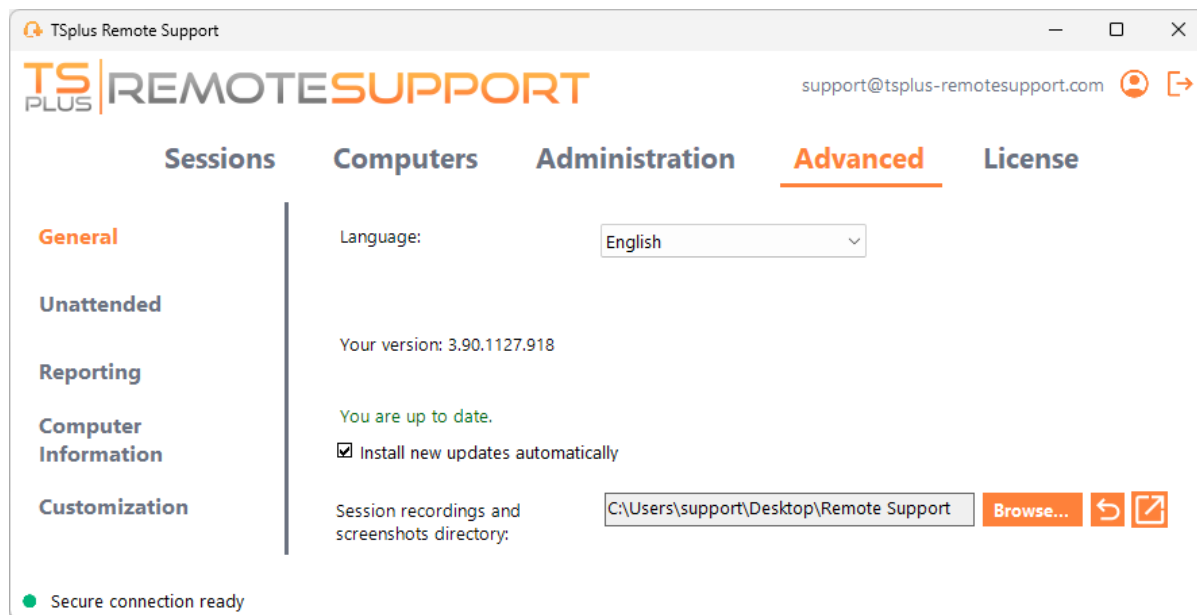 TSplus Remote Support
TS PLUS REMOTESUPPORT
support@tsplus-remotesupport.com
Sessions Computers Administration Advanced License
General
Unattended
Reporting
Computer
Information
Customization
Language:
English
Your version: 3.90.1127.918
You are up to date.
Install new updates automatically
Session recordings and
screenshots directory:
C:\Users\support\Desktop\Remote Support
Browse...
Secure connection ready